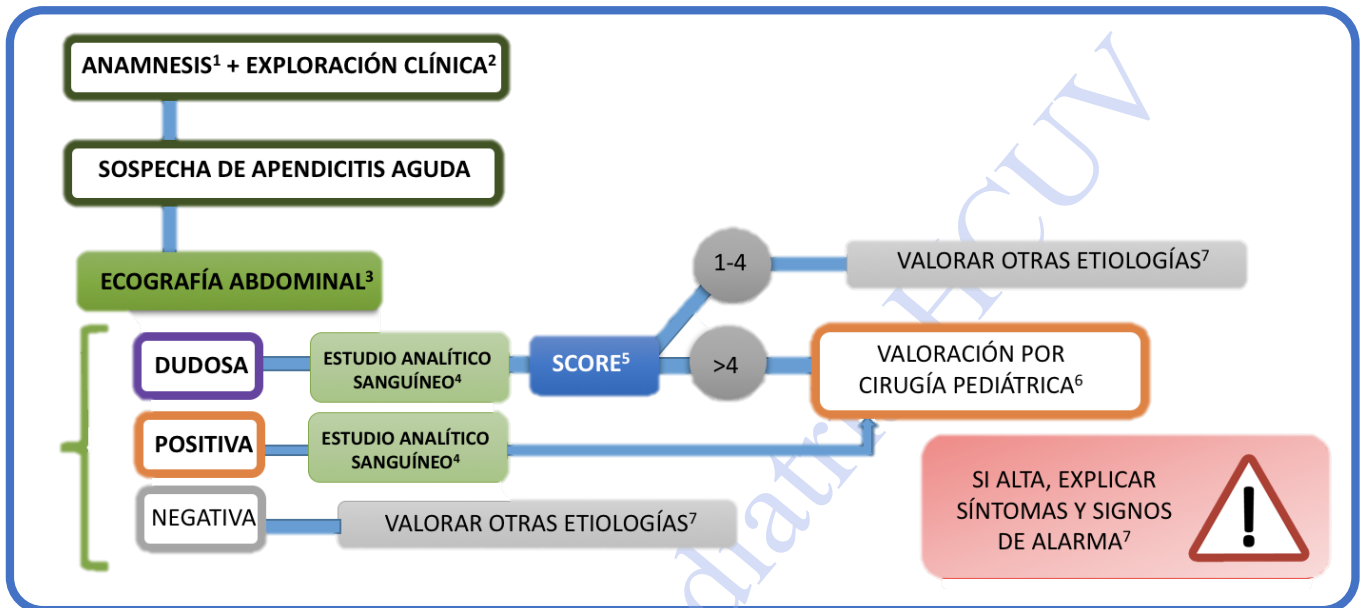 ANAMNESIS¹ + EXPLORACIÓN CLÍNICA²
SOSPECHA DE APENDICITIS AGUDA
ECOGRAFÍA ABDOMINAL³
DUDOSA
ESTUDIO ANALÍTICO
SANGUÍNEO⁴
SCORE⁵
1-4
VALORAR OTRAS ETIOLOGÍAS⁷
>4
VALORACIÓN POR
CIRUGÍA PEDIÁTRICA⁶
POSITIVA
ESTUDIO ANALÍTICO
SANGUÍNEO⁴
NEGATIVA
VALORAR OTRAS ETIOLOGÍAS⁷
SI ALTA, EXPLICAR
SÍNTOMAS Y SIGNOS
DE ALARMA⁷
!
HCUV